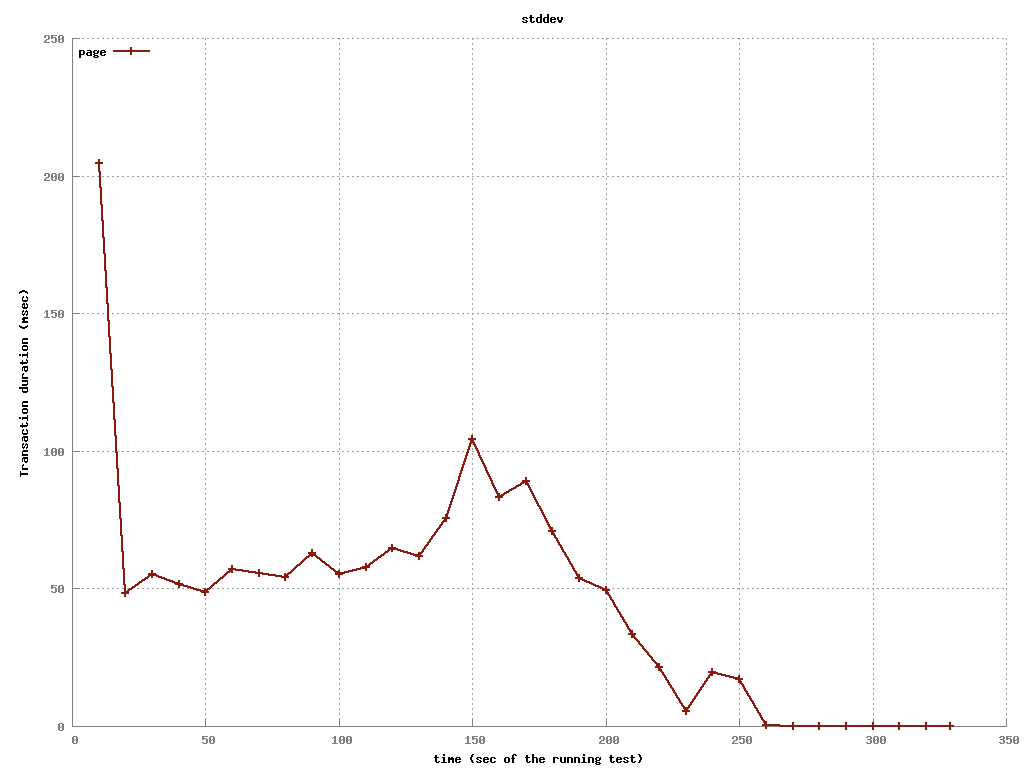 stddev
250
page
200
150
100
50
0
0 50 100 150 200 250 300 350
time (sec of the running test)
Transaction duration (msec)